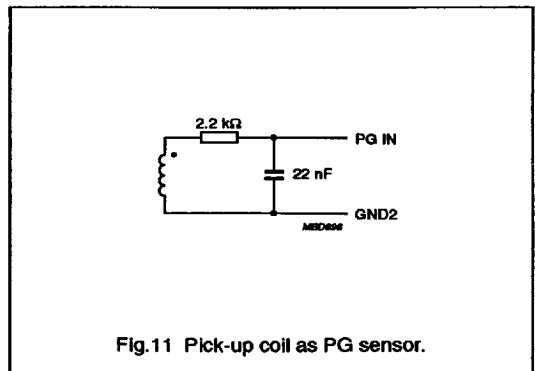 2.2 kΩ
PG IN
22 nF
GND2
Fig.11 Pick-up coil as PG sensor.